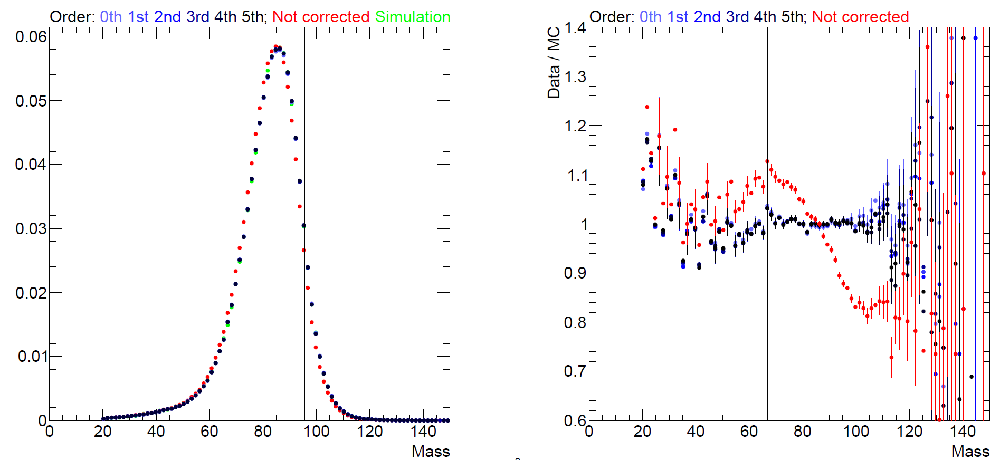 Order: 0th 1st 2nd 3rd 4th 5th; Not corrected Simulation
0.06
0.05
0.04
0.03
0.02
0.01
0
0 20 40 60 80 100 120 140
Mass
Order: 0th 1st 2nd 3rd 4th 5th; Not corrected
Data / MC
1.4
1.3
1.2
1.1
1
0.9
0.8
0.7
0.6
0 20 40 60 80 100 120 140
Mass